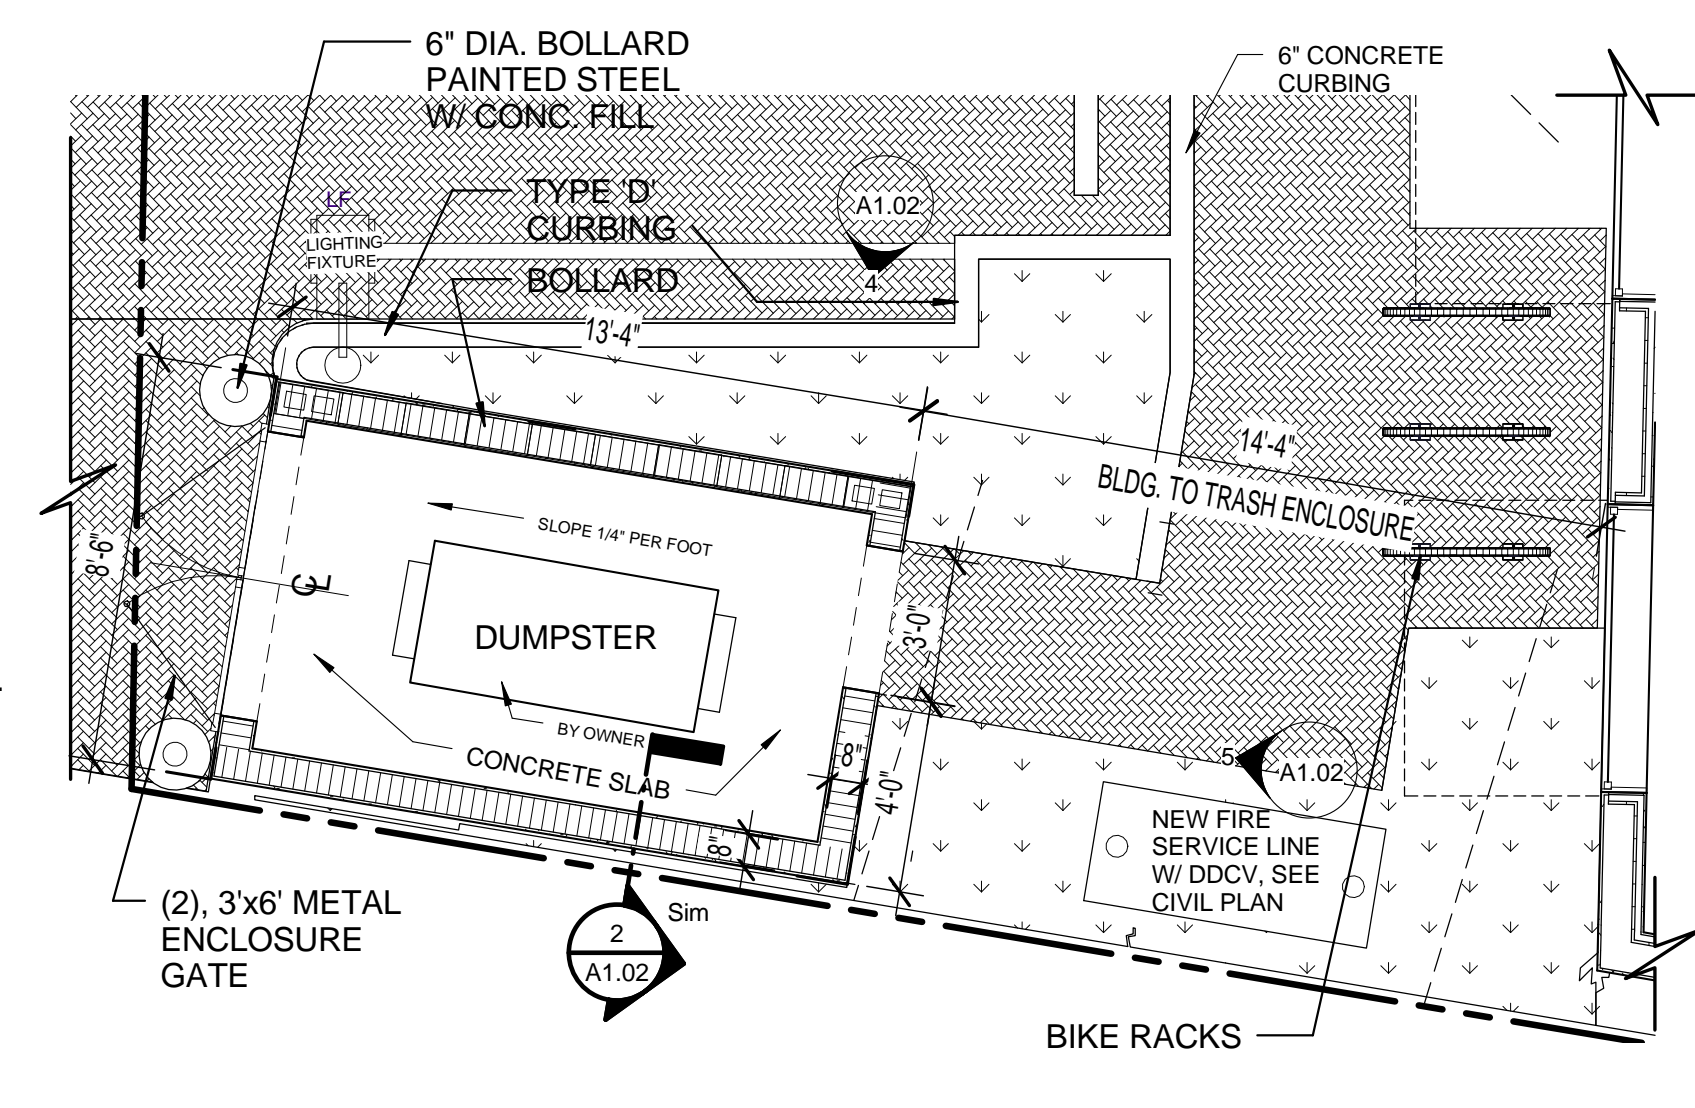 6" DIA. BOLLARD
PAINTED STEEL
W/ CONC. FILL
6" CONCRETE
CURBING
TYPE 'D'
CURBING
BOLLARD
LF
LIGHTING
FIXTURE
A1.02
4
13'-4"
14'-4"
BLDG. TO TRASH ENCLOSURE
8'-6"
CL
SLOPE 1/4" PER FOOT
DUMPSTER
3'-0"
BY OWNER
CONCRETE SLAB
8"
4'-0"
8"
5
A1.02
NEW FIRE
SERVICE LINE
W/ DDCV, SEE
CIVIL PLAN
(2), 3'x6' METAL
ENCLOSURE
GATE
Sim
2
A1.02
BIKE RACKS